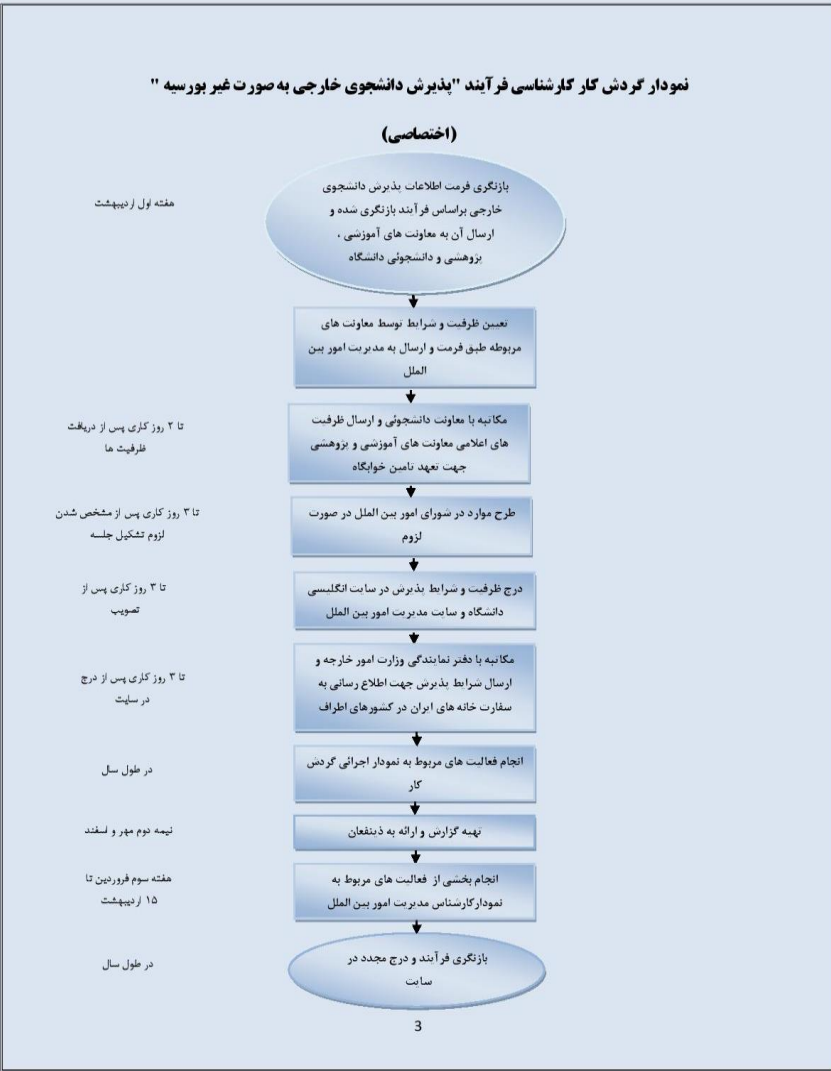 نمودار گردش کار کارشناسی فرآیند "پذیرش دانشجوی خارجی به صورت غیر بورسیه "
(اختصاصی)
بازنگری فرمت اطلاعات پذیرش دانشجوی
خارجی براساس فرآیند بازنگری شده و
ارسال آن به معاونت های آموزشی ،
پژوهشی و دانشجوئی دانشگاه
هفته اول اردیبهشت
تعیین ظرفیت و شرایط توسط معاونت های
مربوطه طبق فرمت و ارسال به مدیریت امور بین
الملل
مکاتبه با معاونت دانشجوئی و ارسال ظرفیت
های اعلامی معاونت های آموزشی و پژوهشی
جهت تعهد تامین خوابگاه
تا ۲ روز کاری پس از دریافت
ظرفیت ها
طرح موارد در شورای امور بین الملل در صورت
لزوم
تا ۳ روز کاری پس از مشخص شدن
لزوم تشکیل جلسه
درج ظرفیت و شرایط پذیرش در سایت انگلیسی
دانشگاه و سایت مدیریت امور بین الملل
تا ۳ روز کاری پس از
تصویب
مکاتبه با دفتر نمایندگی وزارت امور خارجه و
ارسال شرایط پذیرش جهت اطلاع رسانی به
سفارت خانه های ایران در کشورهای اطراف
تا ۳ روز کاری پس از درج
در سایت
انجام فعالیت های مربوط به نمودار اجرائی گردش
کار
در طول سال
تهیه گزارش و ارائه به ذینفعان
نیمه دوم مهر و اسفند
انجام بخشی از فعالیت های مربوط به
نمودارکارشناس مدیریت امور بین الملل
هفته سوم فروردین تا
۱۵ اردیبهشت
بازنگری فرآیند و درج مجدد در
سایت
در طول سال
3